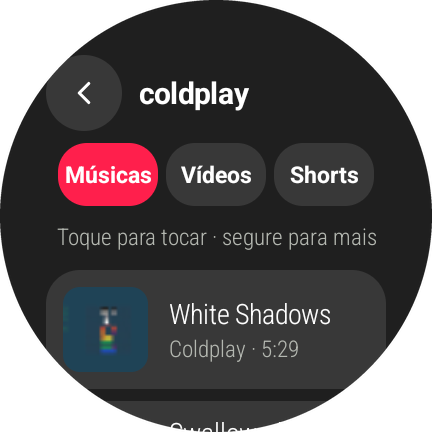 coldplay
Músicas Vídeos Shorts
Toque para tocar · segure para mais
White Shadows
Coldplay · 5:29